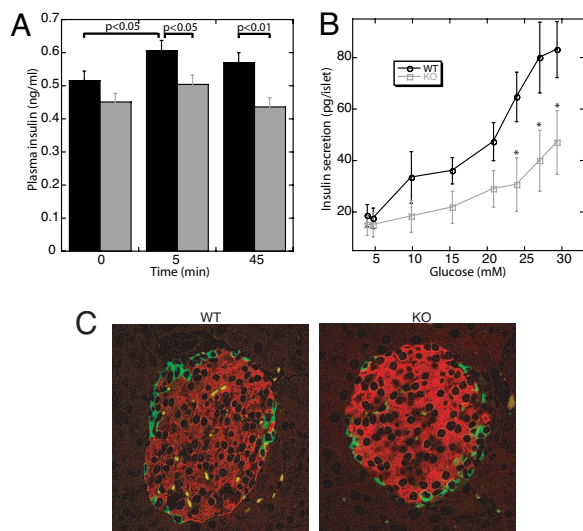 A
p<0.05 p<0.05 p<0.01
Plasma insulin (ng/ml)
0.7
0.6
0.5
0.4
0.3
0.2
0.1
0
0 5 45
Time (min)
B
Insulin secretion (pg/islet)
80
60
40
20
WT
KO
* * *
5 10 15 20 25 30
Glucose (mM)
C
WT KO